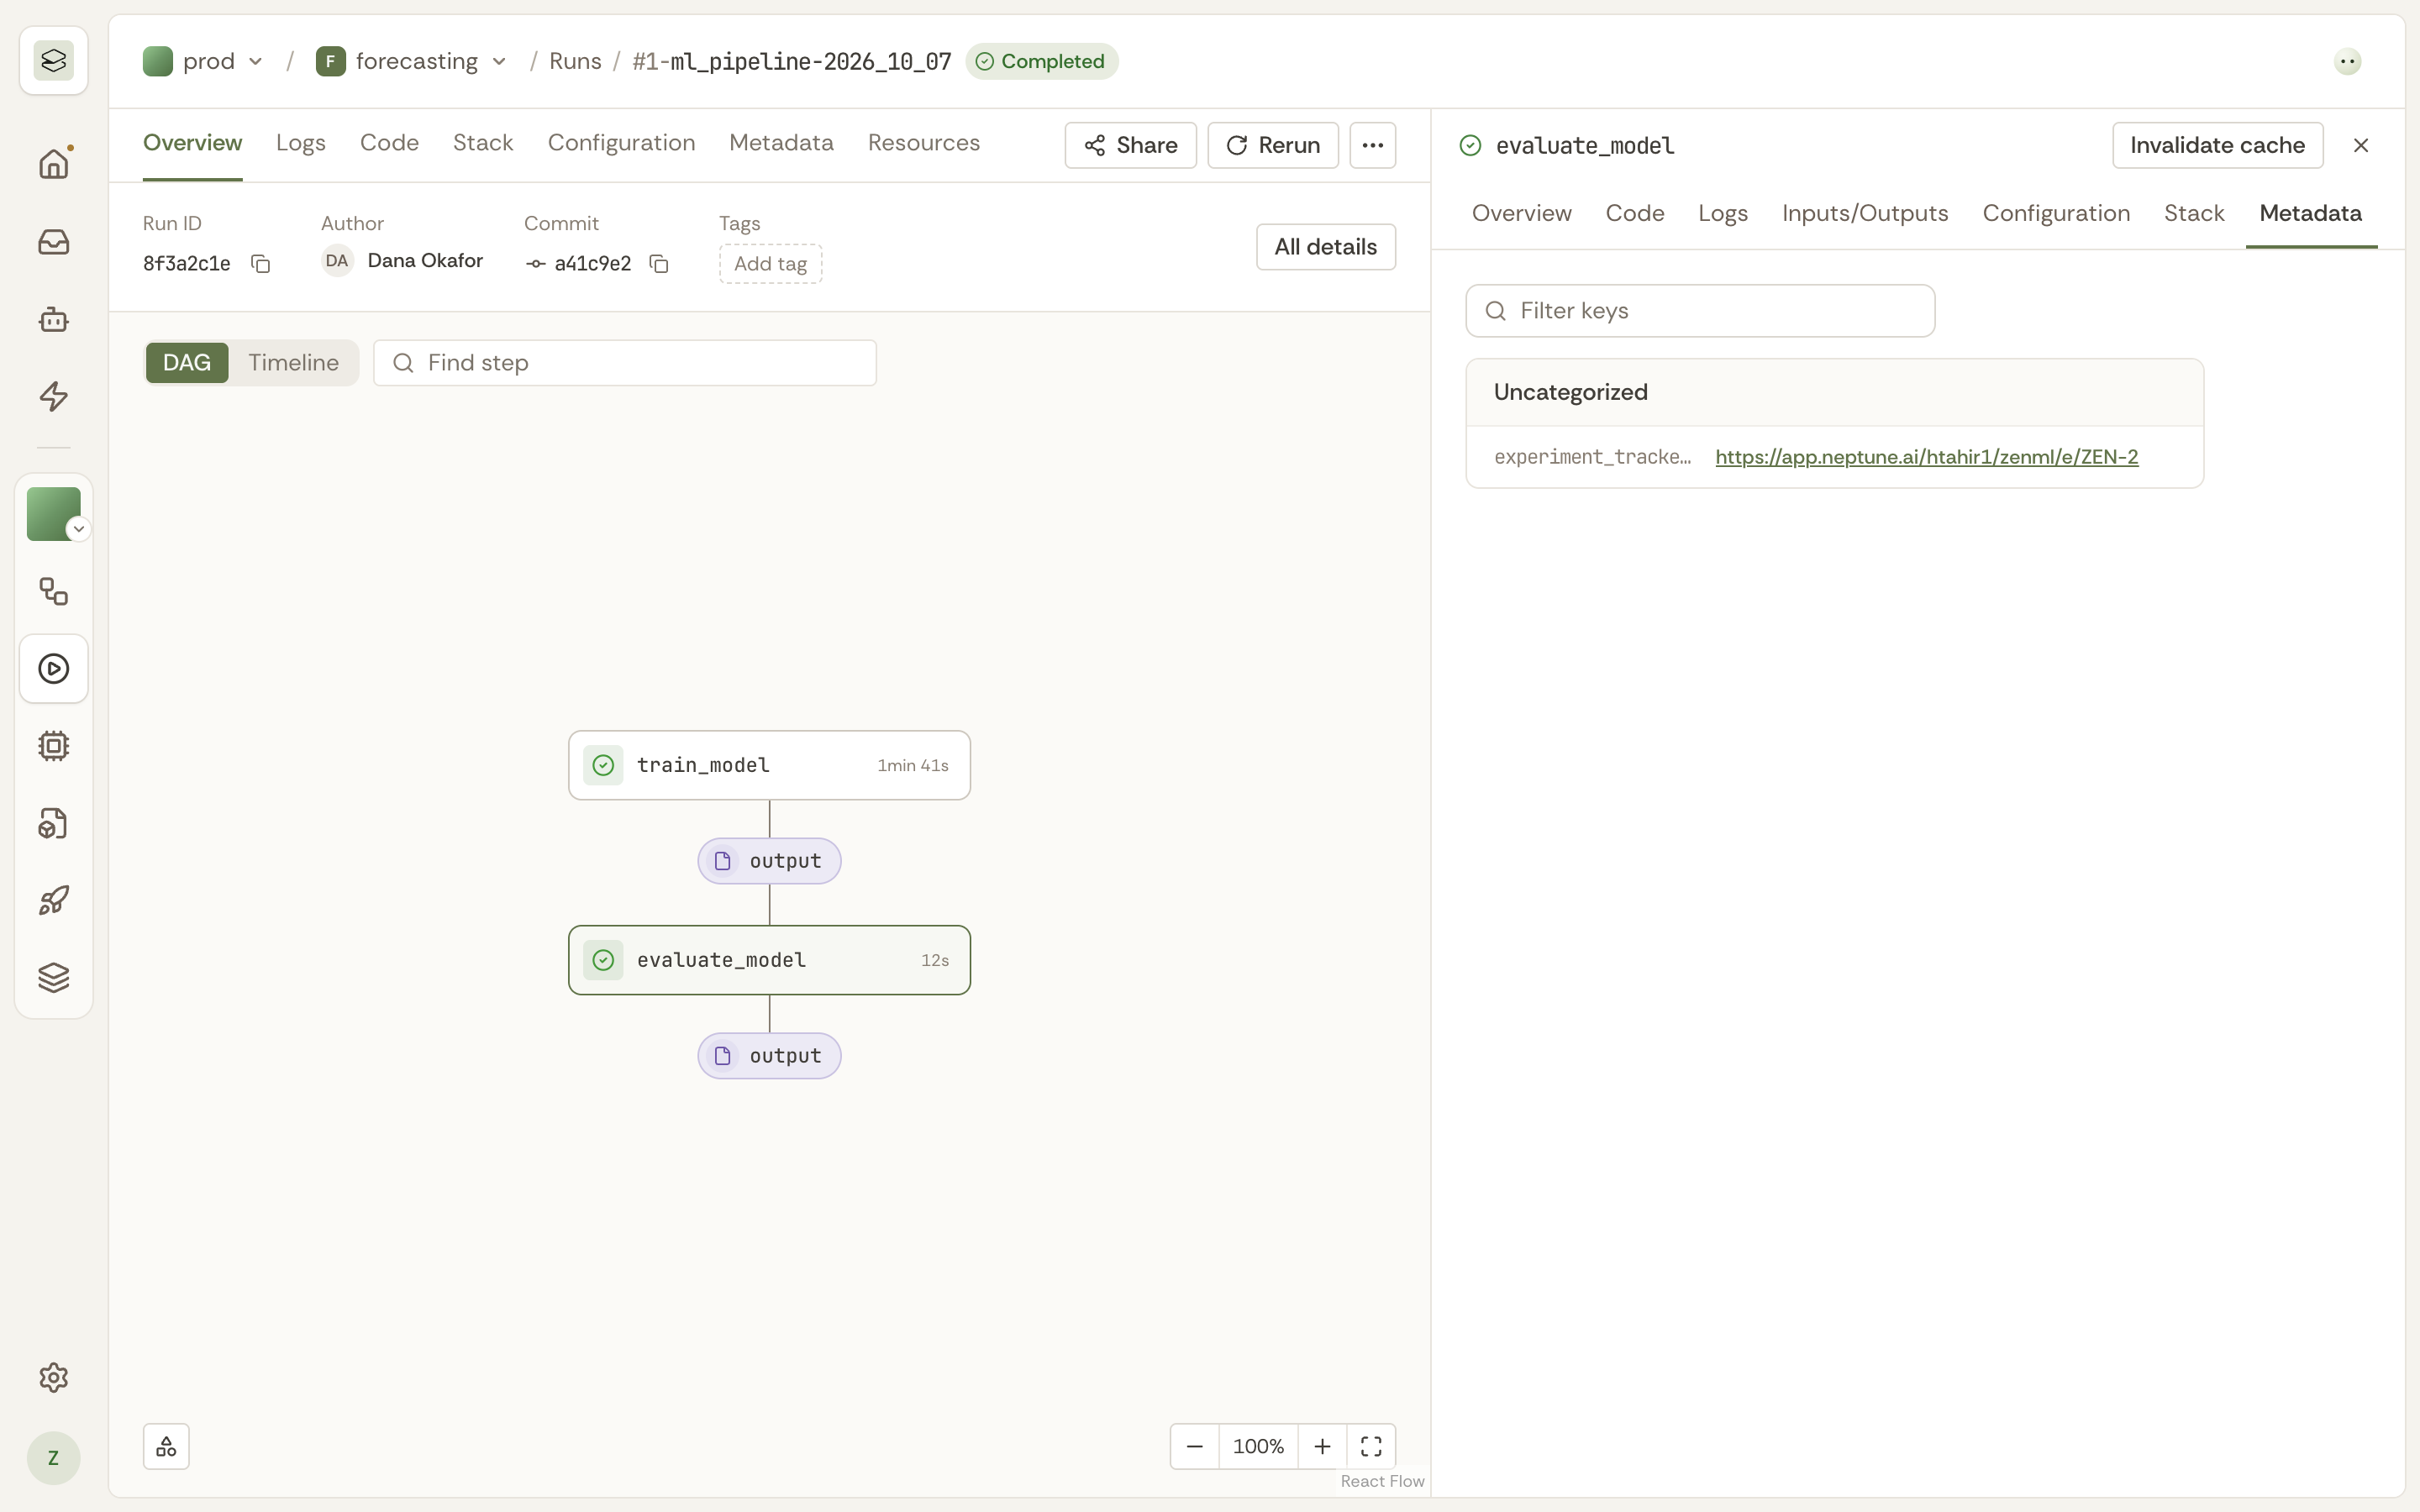 prod / F forecasting / Runs / #1-ml_pipeline-2026_10_07 Completed
Overview Logs Code Stack Configuration Metadata Resources Share Rerun
Run ID Author Commit Tags
8f3a2c1e DA Dana Okafor a41c9e2 Add tag
All details
DAG Timeline Find step
train_model 1min 41s
output
evaluate_model 12s
output
100%
React Flow
Z
evaluate_model Invalidate cache
Overview Code Logs Inputs/Outputs Configuration Stack Metadata
Filter keys
Uncategorized
experiment_tracke… https://app.neptune.ai/htahir1/zenml/e/ZEN-2